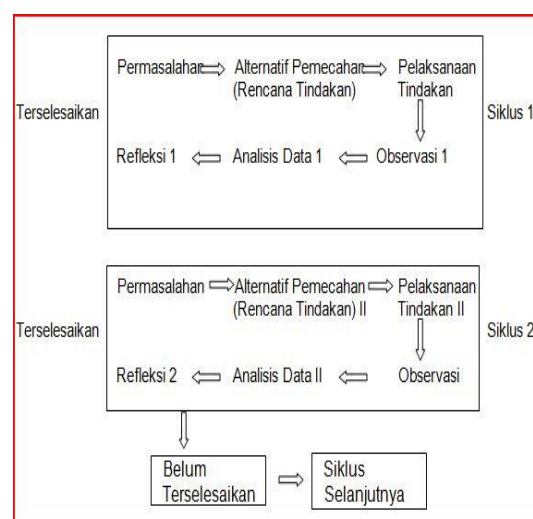 Permasalahan Alternatif Pemecahan Pelaksanaan
(Rencana Tindakan) Tindakan
Terselesaikan Siklus 1
Refleksi 1 Analisis Data 1 Observasi 1
Permasalahan Alternatif Pemecahan Pelaksanaan
(Rencana Tindakan) II Tindakan II
Terselesaikan Siklus 2
Refleksi 2 Analisis Data II Observasi
Belum Siklus
Terselesaikan Selanjutnya